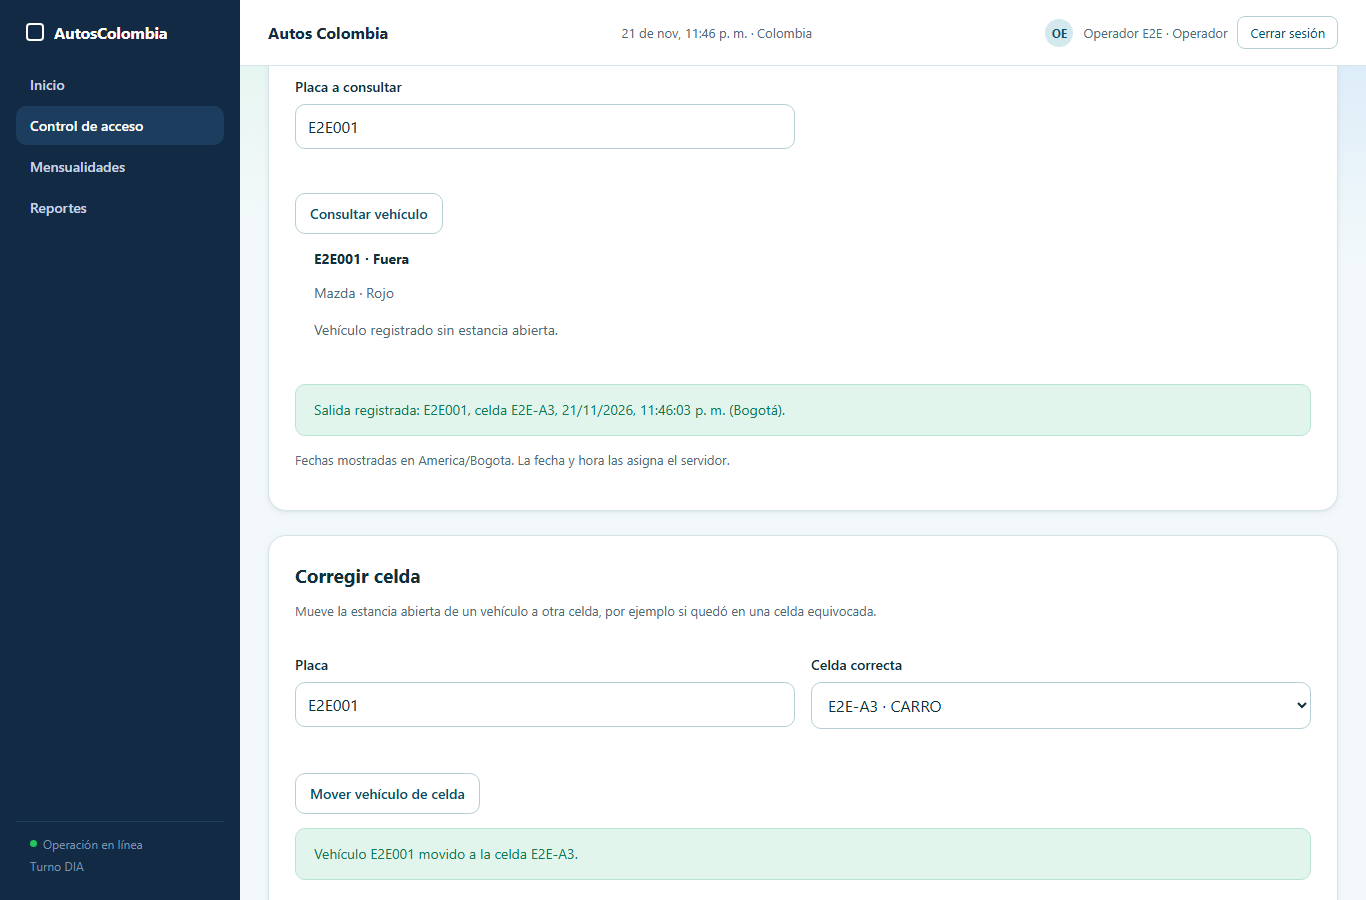 AutosColombia
Inicio
Control de acceso
Mensualidades
Reportes
Operación en línea
Turno DIA
Autos Colombia
21 de nov, 11:46 p. m. · Colombia
OE
Operador E2E · Operador
Cerrar sesión
Placa a consultar
E2E001
Consultar vehículo
E2E001 · Fuera
Mazda · Rojo
Vehículo registrado sin estancia abierta.
Salida registrada: E2E001, celda E2E-A3, 21/11/2026, 11:46:03 p. m. (Bogotá).
Fechas mostradas en America/Bogota. La fecha y hora las asigna el servidor.
Corregir celda
Mueve la estancia abierta de un vehículo a otra celda, por ejemplo si quedó en una celda equivocada.
Placa
E2E001
Celda correcta
E2E-A3 · CARRO
Mover vehículo de celda
Vehículo E2E001 movido a la celda E2E-A3.